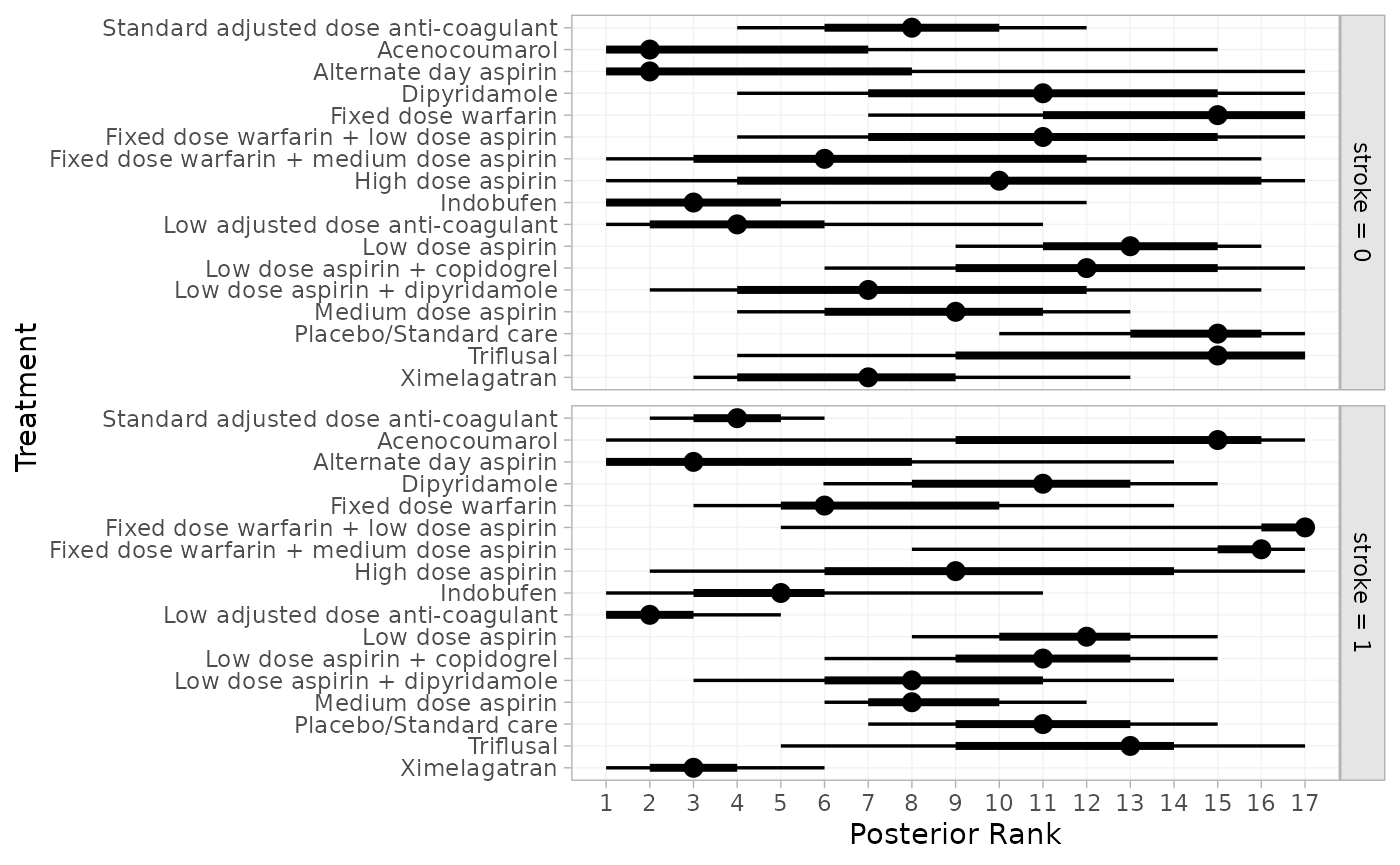 Standard adjusted dose anti-coagulant
Acenocoumarol
Alternate day aspirin
Dipyridamole
Fixed dose warfarin
Fixed dose warfarin + low dose aspirin
Fixed dose warfarin + medium dose aspirin
High dose aspirin
Indobufen
Low adjusted dose anti-coagulant
Low dose aspirin
Low dose aspirin + copidogrel
Low dose aspirin + dipyridamole
Medium dose aspirin
Placebo/Standard care
Triflusal
Ximelagatran
stroke = 0
Treatment
Standard adjusted dose anti-coagulant
Acenocoumarol
Alternate day aspirin
Dipyridamole
Fixed dose warfarin
Fixed dose warfarin + low dose aspirin
Fixed dose warfarin + medium dose aspirin
High dose aspirin
Indobufen
Low adjusted dose anti-coagulant
Low dose aspirin
Low dose aspirin + copidogrel
Low dose aspirin + dipyridamole
Medium dose aspirin
Placebo/Standard care
Triflusal
Ximelagatran
stroke = 1
1 2 3 4 5 6 7 8 9 10 11 12 13 14 15 16 17
Posterior Rank